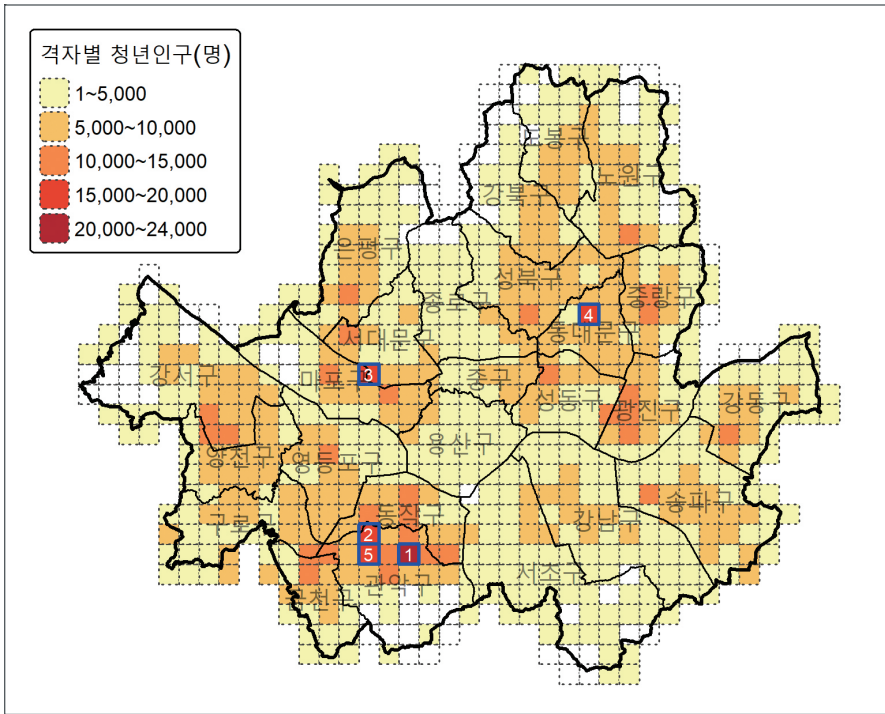 격자별 청년인구(명)
1~5,000
5,000~10,000
10,000~15,000
15,000~20,000
20,000~24,000
도봉구
노원구
강북구
은평구
성북구
종로구
중랑구
4
서대문구
동대문구
강서구
마포구
3
중구
성동구
광진구
강동구
양천구
영등포구
용산구
구로구
동작구
강남구
송파구
2
5
1
관악구
서초구
금천구